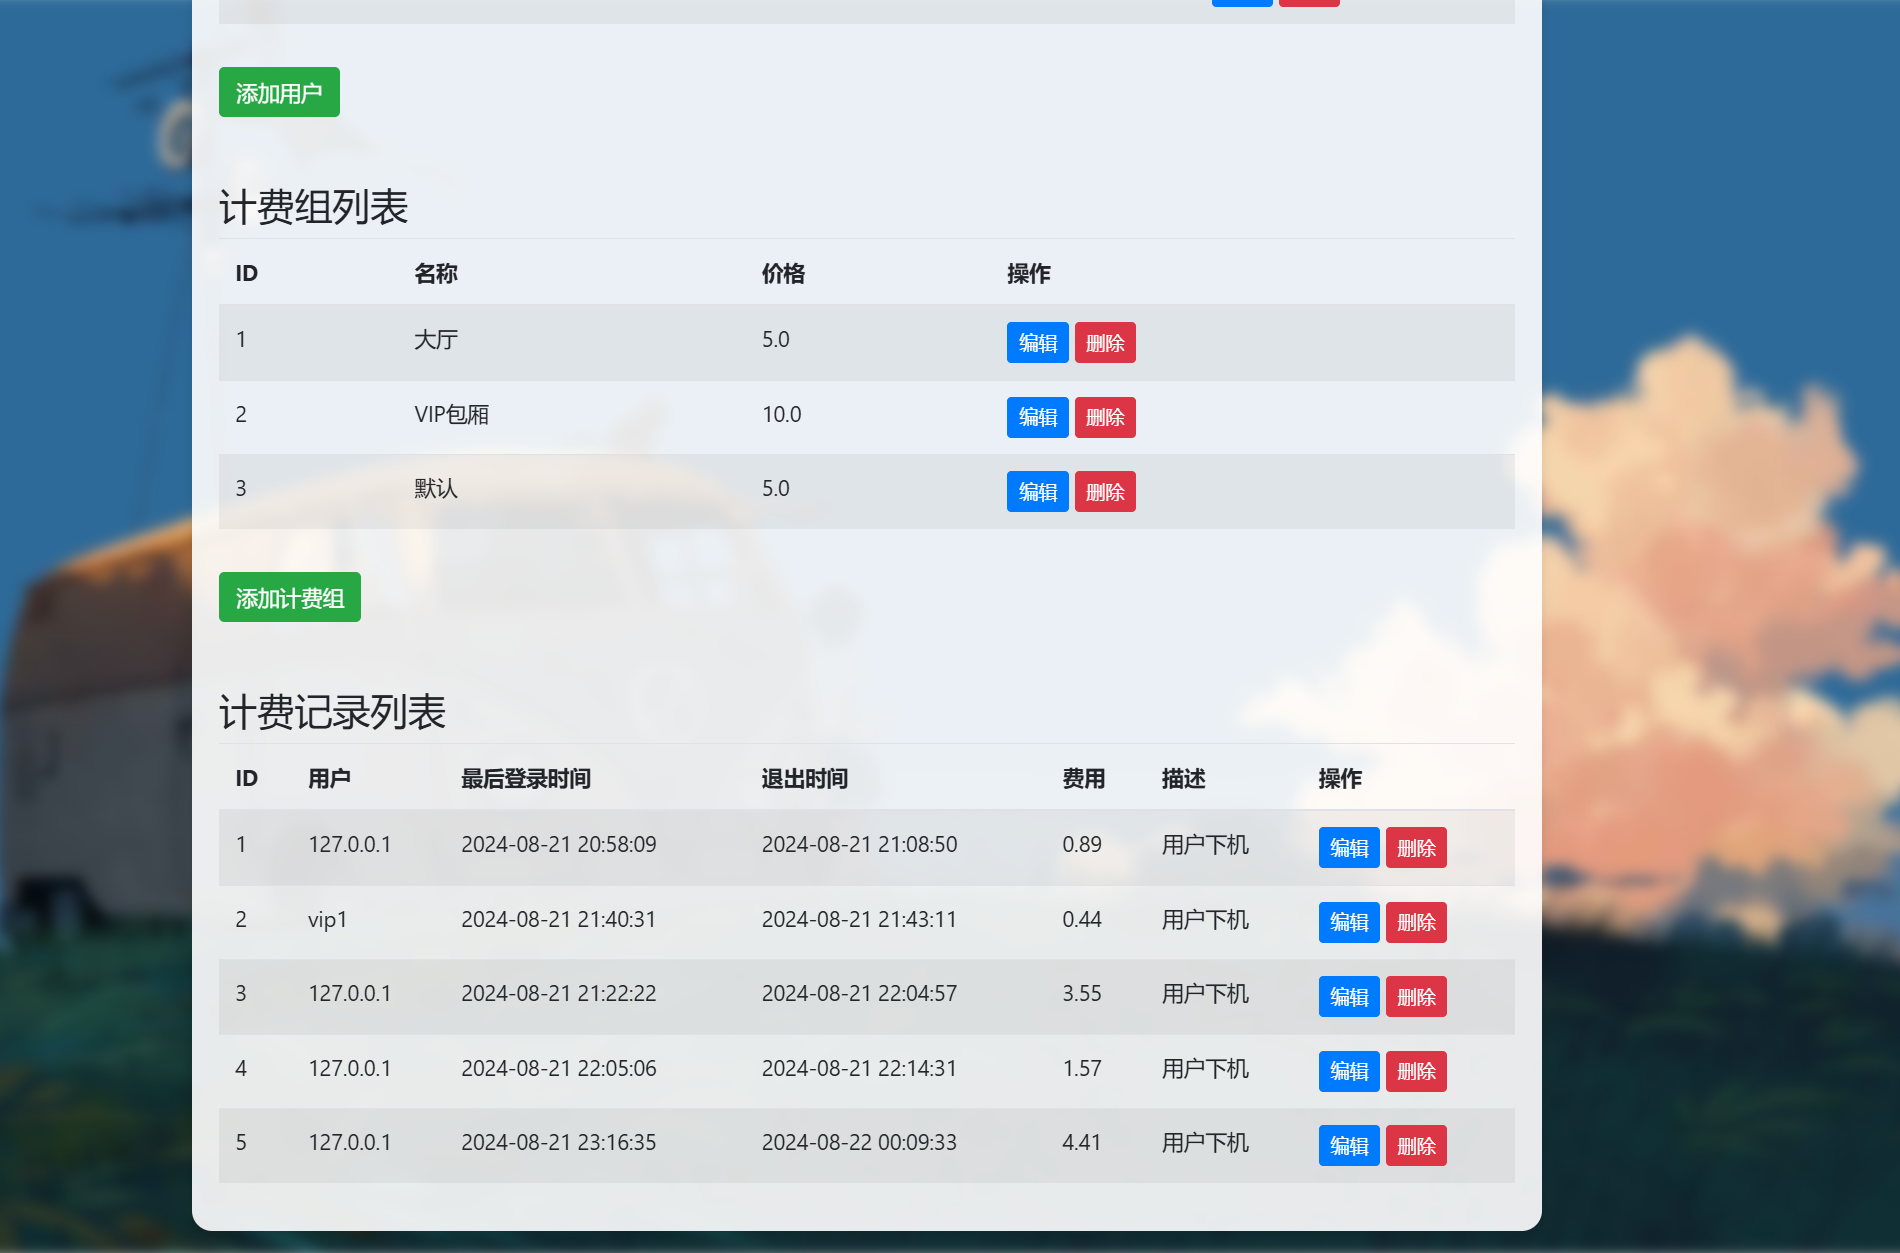 添加用户
计费组列表
ID 名称 价格 操作
1 大厅 5.0 编辑 删除
2 VIP包厢 10.0 编辑 删除
3 默认 5.0 编辑 删除
添加计费组
计费记录列表
ID 用户 最后登录时间 退出时间 费用 描述 操作
1 127.0.0.1 2024-08-21 20:58:09 2024-08-21 21:08:50 0.89 用户下机 编辑 删除
2 vip1 2024-08-21 21:40:31 2024-08-21 21:43:11 0.44 用户下机 编辑 删除
3 127.0.0.1 2024-08-21 21:22:22 2024-08-21 22:04:57 3.55 用户下机 编辑 删除
4 127.0.0.1 2024-08-21 22:05:06 2024-08-21 22:14:31 1.57 用户下机 编辑 删除
5 127.0.0.1 2024-08-21 23:16:35 2024-08-22 00:09:33 4.41 用户下机 编辑 删除